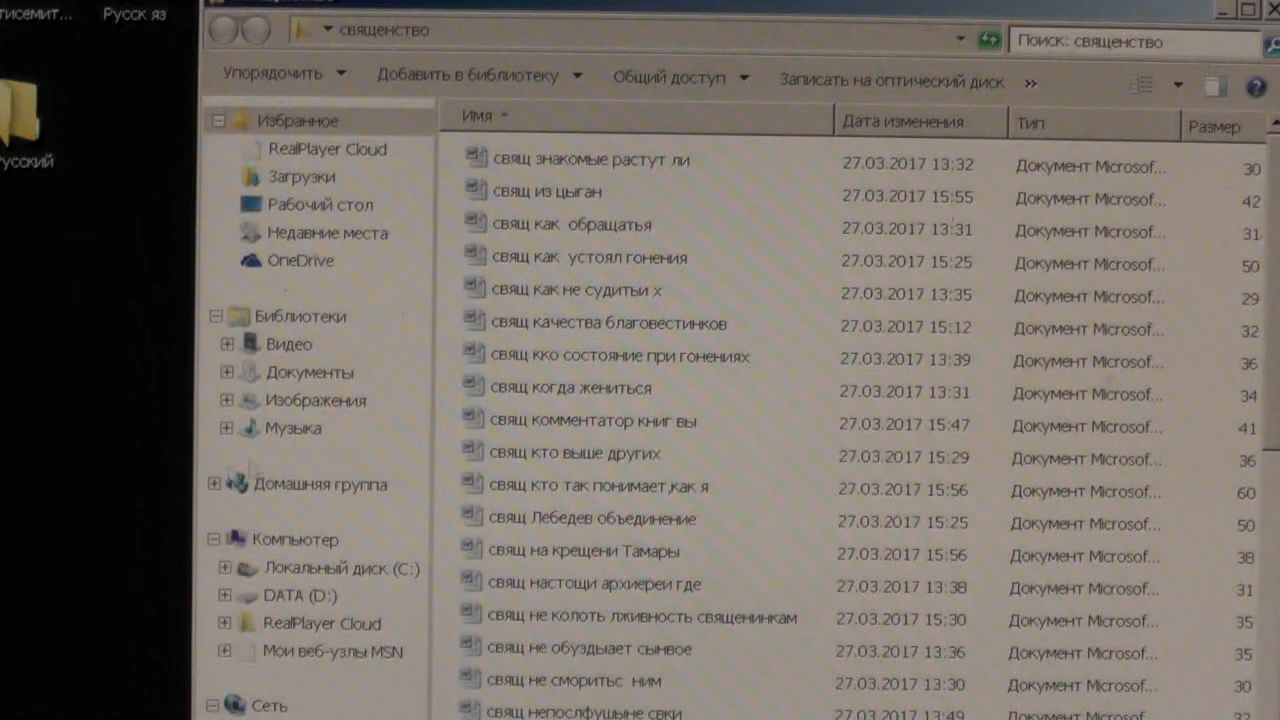 тисемит... Русск яз
усский
священство
Поиск: священство
Упорядочить Добавить в библиотеку Общий доступ Записать на оптический диск »
Имя Дата изменения Тип Размер
Избранное
RealPlayer Cloud
Загрузки
Рабочий стол
Недавние места
OneDrive
Библиотеки
Видео
Документы
Изображения
Музыка
Домашняя группа
Компьютер
Локальный диск (C:)
DATA (D:)
RealPlayer Cloud
Мои веб-узлы MSN
Сеть
свящ знакомые растут ли 27.03.2017 13:32 Документ Microsof... 30
свящ из цыган 27.03.2017 15:55 Документ Microsof... 42
свящ как обращатья 27.03.2017 13:31 Документ Microsof... 31
свящ как устоял гонения 27.03.2017 15:25 Документ Microsof... 50
свящ как не судитьи х 27.03.2017 13:35 Документ Microsof... 29
свящ качества благовестинков 27.03.2017 15:12 Документ Microsof... 32
свящ кко состояние при гонениях 27.03.2017 13:39 Документ Microsof... 36
свящ когда жениться 27.03.2017 13:31 Документ Microsof... 34
свящ комментатор книг вы 27.03.2017 15:47 Документ Microsof... 41
свящ кто выше других 27.03.2017 15:29 Документ Microsof... 36
свящ кто так понимает,как я 27.03.2017 15:56 Документ Microsof... 60
свящ Лебедев объединение 27.03.2017 15:25 Документ Microsof... 50
свящ на крещени Тамары 27.03.2017 15:56 Документ Microsof... 38
свящ настощи архиереи где 27.03.2017 13:38 Документ Microsof... 31
свящ не колоть лживность священикам 27.03.2017 15:30 Документ Microsof... 35
свящ не обуздыает сынвое 27.03.2017 13:36 Документ Microsof... 35
свящ не сморитьс ним 27.03.2017 13:30 Документ Microsof... 30
свящ непослфушыне свки 27.03.2017 13:49 Документ Microsof...